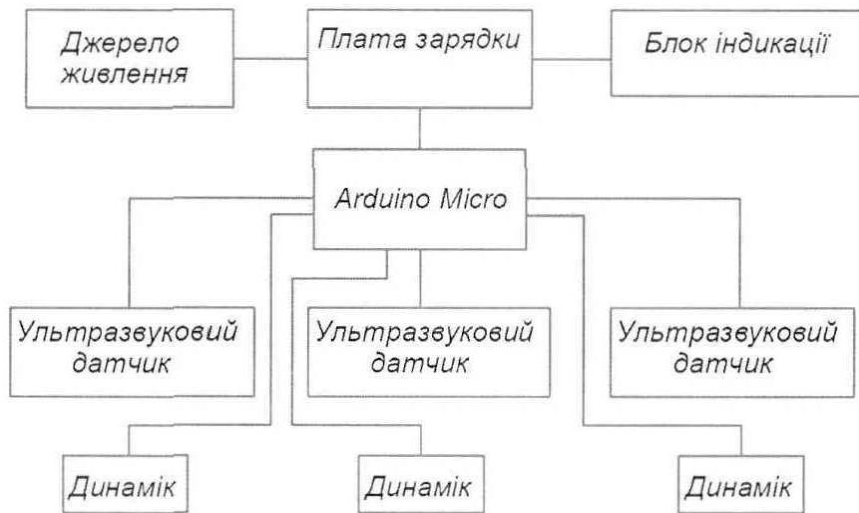 Джерело
живлення
Плата зарядки
Блок індикації
Arduino Micro
Ультразвуковий
датчик
Ультразвуковий
датчик
Ультразвуковий
датчик
Динамік
Динамік
Динамік